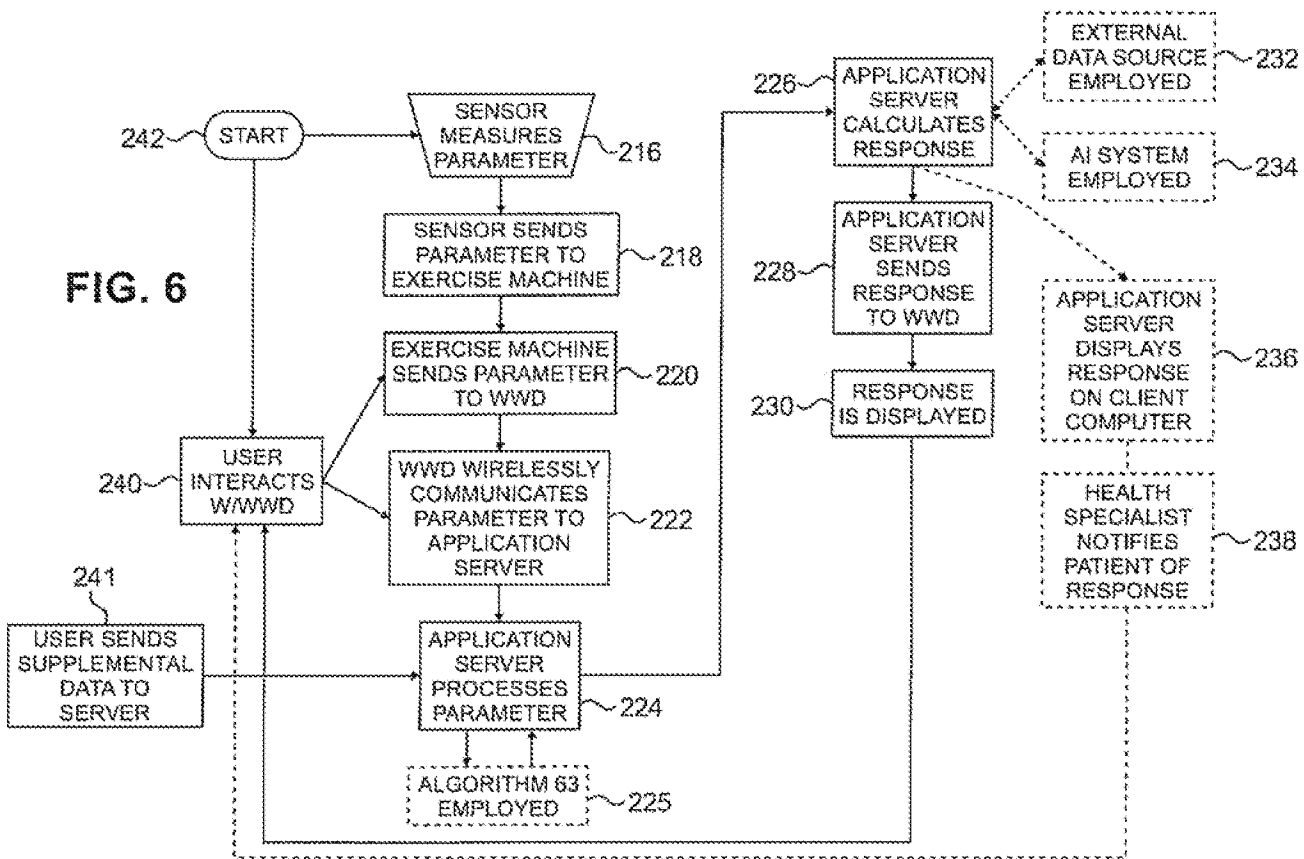 FIG. 6
242
START
SENSOR
MEASURES
PARAMETER
216
SENSOR SENDS
PARAMETER TO
EXERCISE MACHINE
218
EXERCISE MACHINE
SENDS PARAMETER
TO WWD
220
240
USER
INTERACTS
W/WWD
WWD WIRELESSLY
COMMUNICATES
PARAMETER TO
APPLICATION
SERVER
222
241
USER SENDS
SUPPLEMENTAL
DATA TO
SERVER
APPLICATION
SERVER
PROCESSES
PARAMETER
224
ALGORITHM 63
EMPLOYED
225
226
APPLICATION
SERVER
CALCULATES
RESPONSE
228
APPLICATION
SERVER
SENDS
RESPONSE
TO WWD
230
RESPONSE
IS DISPLAYED
EXTERNAL
DATA SOURCE
EMPLOYED
232
AI SYSTEM
EMPLOYED
234
APPLICATION
SERVER
DISPLAYS
RESPONSE
ON CLIENT
COMPUTER
236
HEALTH
SPECIALIST
NOTIFIES
PATIENT OF
RESPONSE
238